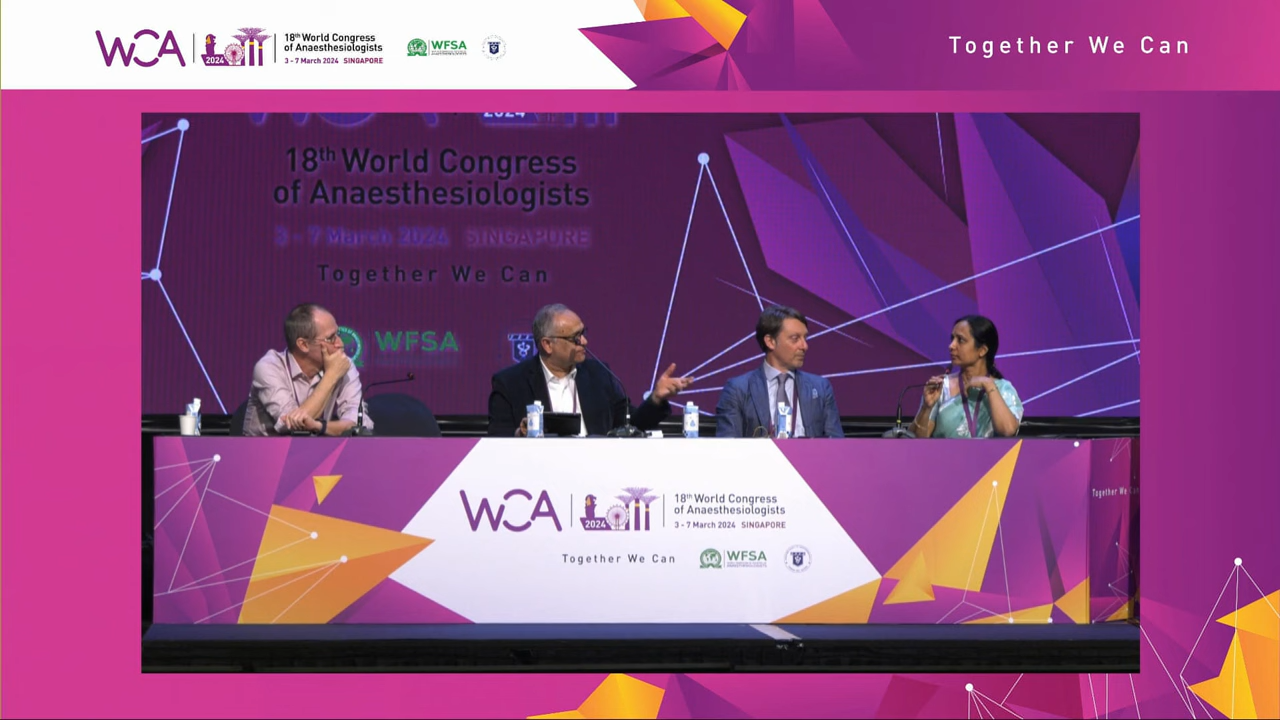 WCA
2024
18th World Congress
of Anaesthesiologists
3 - 7 March 2024 SINGAPORE
WFSA
Together We Can
2024
18th World Congress
of Anaesthesiologists
3 - 7 March 2024 SINGAPORE
Together We Can
WFSA
WCA
2024
18th World Congress
of Anaesthesiologists
3 - 7 March 2024 SINGAPORE
Together We Can
WFSA
Together We Can